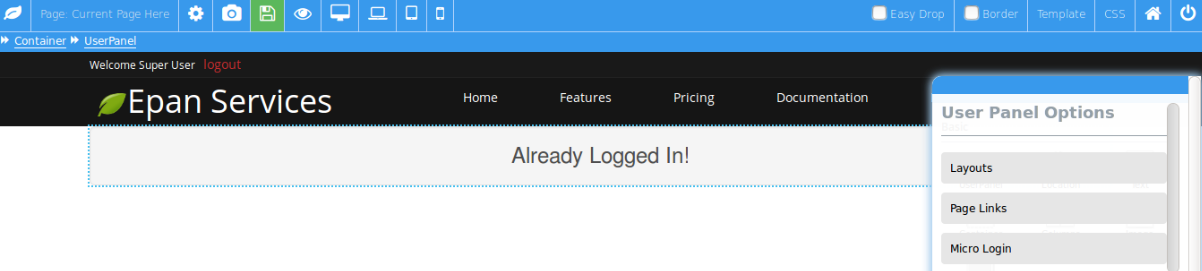 Page: Current Page Here Easy Drop Border Template CSS
Container UserPanel
Welcome Super User logout
Epan Services Home Features Pricing Documentation
User Panel Options
Already Logged In!
Layouts
Page Links
Micro Login